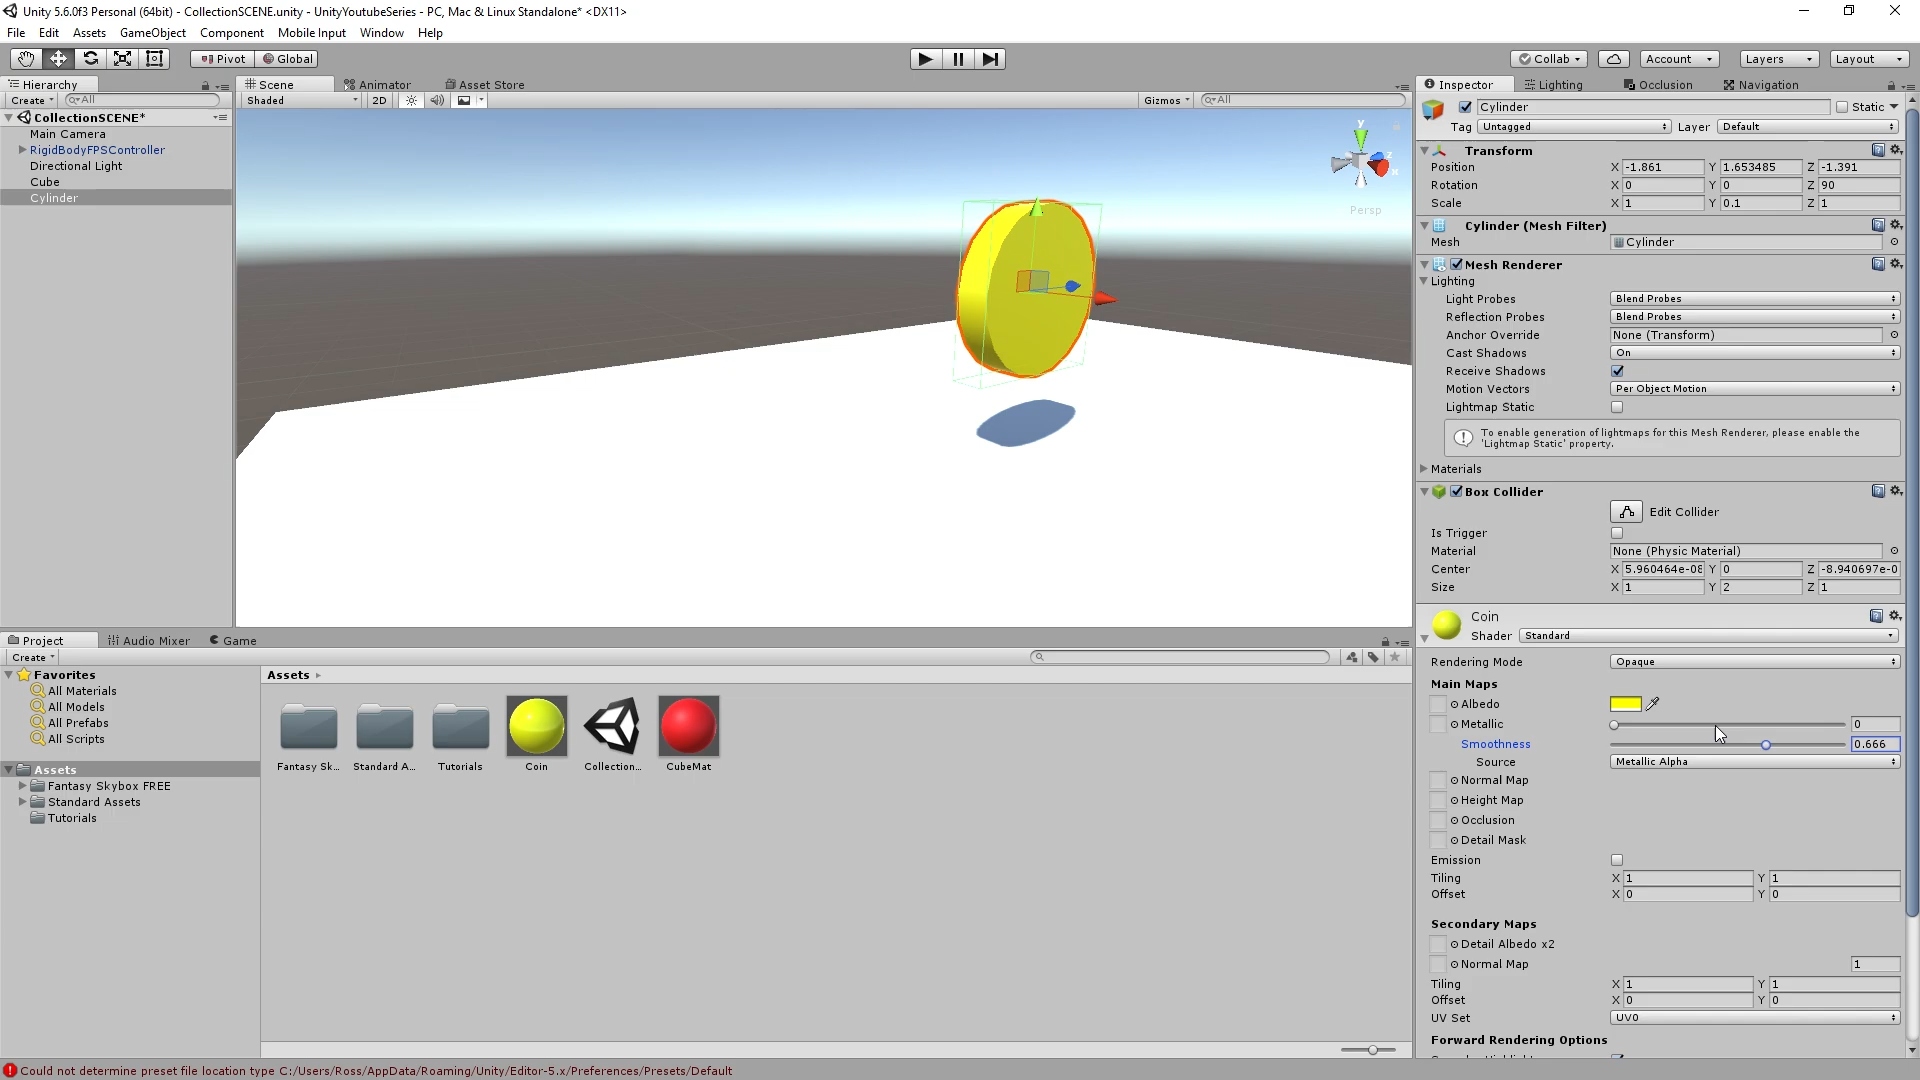 Unity 5.6.0f3 Personal (64bit) - CollectionSCENE.unity - UnityYoutubeSeries - PC, Mac & Linux Standalone* <DX11>
File Edit Assets GameObject Component Mobile Input Window Help
Pivot Global Collab Account Layers Layout
Hierarchy
Create All
CollectionSCENE*
Main Camera
RigidBodyFPSController
Directional Light
Cube
Cylinder
Scene Animator Asset Store
Shaded 2D Gizmos All
y
z
x
Persp
Project Audio Mixer Game
Create
Favorites
All Materials
All Models
All Prefabs
All Scripts
Assets
Fantasy Skybox FREE
Standard Assets
Tutorials
Assets
Fantasy Sk... Standard A... Tutorials Coin Collection... CubeMat
Inspector Lighting Occlusion Navigation
Cylinder Static
Tag Untagged Layer Default
Transform
Position X -1.861 Y 1.653485 Z -1.391
Rotation X 0 Y 0 Z 90
Scale X 1 Y 0.1 Z 1
Cylinder (Mesh Filter)
Mesh Cylinder
Mesh Renderer
Lighting
Light Probes Blend Probes
Reflection Probes Blend Probes
Anchor Override None (Transform)
Cast Shadows On
Receive Shadows
Motion Vectors Per Object Motion
Lightmap Static
To enable generation of lightmaps for this Mesh Renderer, please enable the
'Lightmap Static' property.
Materials
Box Collider
Edit Collider
Is Trigger
Material None (Physic Material)
Center X 5.960464e-08 Y 0 Z -8.940697e-0
Size X 1 Y 2 Z 1
Coin
Shader Standard
Rendering Mode Opaque
Main Maps
Albedo
Metallic 0
Smoothness 0.666
Source Metallic Alpha
Normal Map
Height Map
Occlusion
Detail Mask
Emission
Tiling X 1 Y 1
Offset X 0 Y 0
Secondary Maps
Detail Albedo x2
Normal Map 1
Tiling X 1 Y 1
Offset X 0 Y 0
UV Set UV0
Forward Rendering Options
Could not determine preset file location type C:/Users/Ross/AppData/Roaming/Unity/Editor-5.x/Preferences/Presets/Default